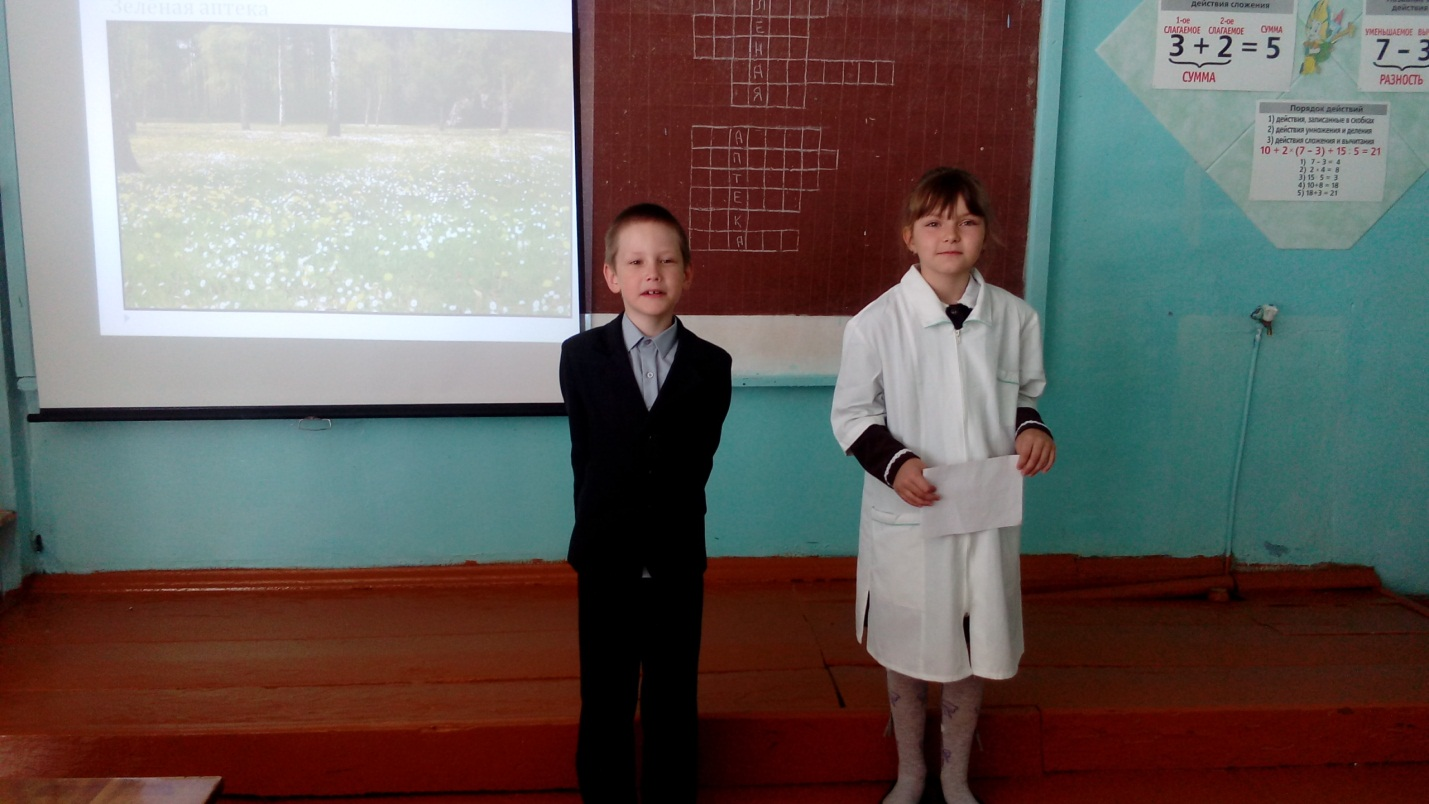 Зеленая аптека
Л
Е
Н
А
Я
А
П
Т
Е
К
А
действия сложения
1-ое 2-ое
СЛАГАЕМОЕ СЛАГАЕМОЕ СУММА
3 + 2 = 5
СУММА
действия
УМЕНЬШАЕМОЕ
7 – 3
РАЗНОСТЬ
Порядок действий
1) действия, записанные в скобках
2) действия умножения и деления
3) действия сложения и вычитания
10 + 2 · (7 – 3) + 15 : 5 = 21
1) 7 – 3 = 4
2) 2 · 4 = 8
3) 15 : 5 = 3
4) 10+8 = 18
5) 18+3 = 21